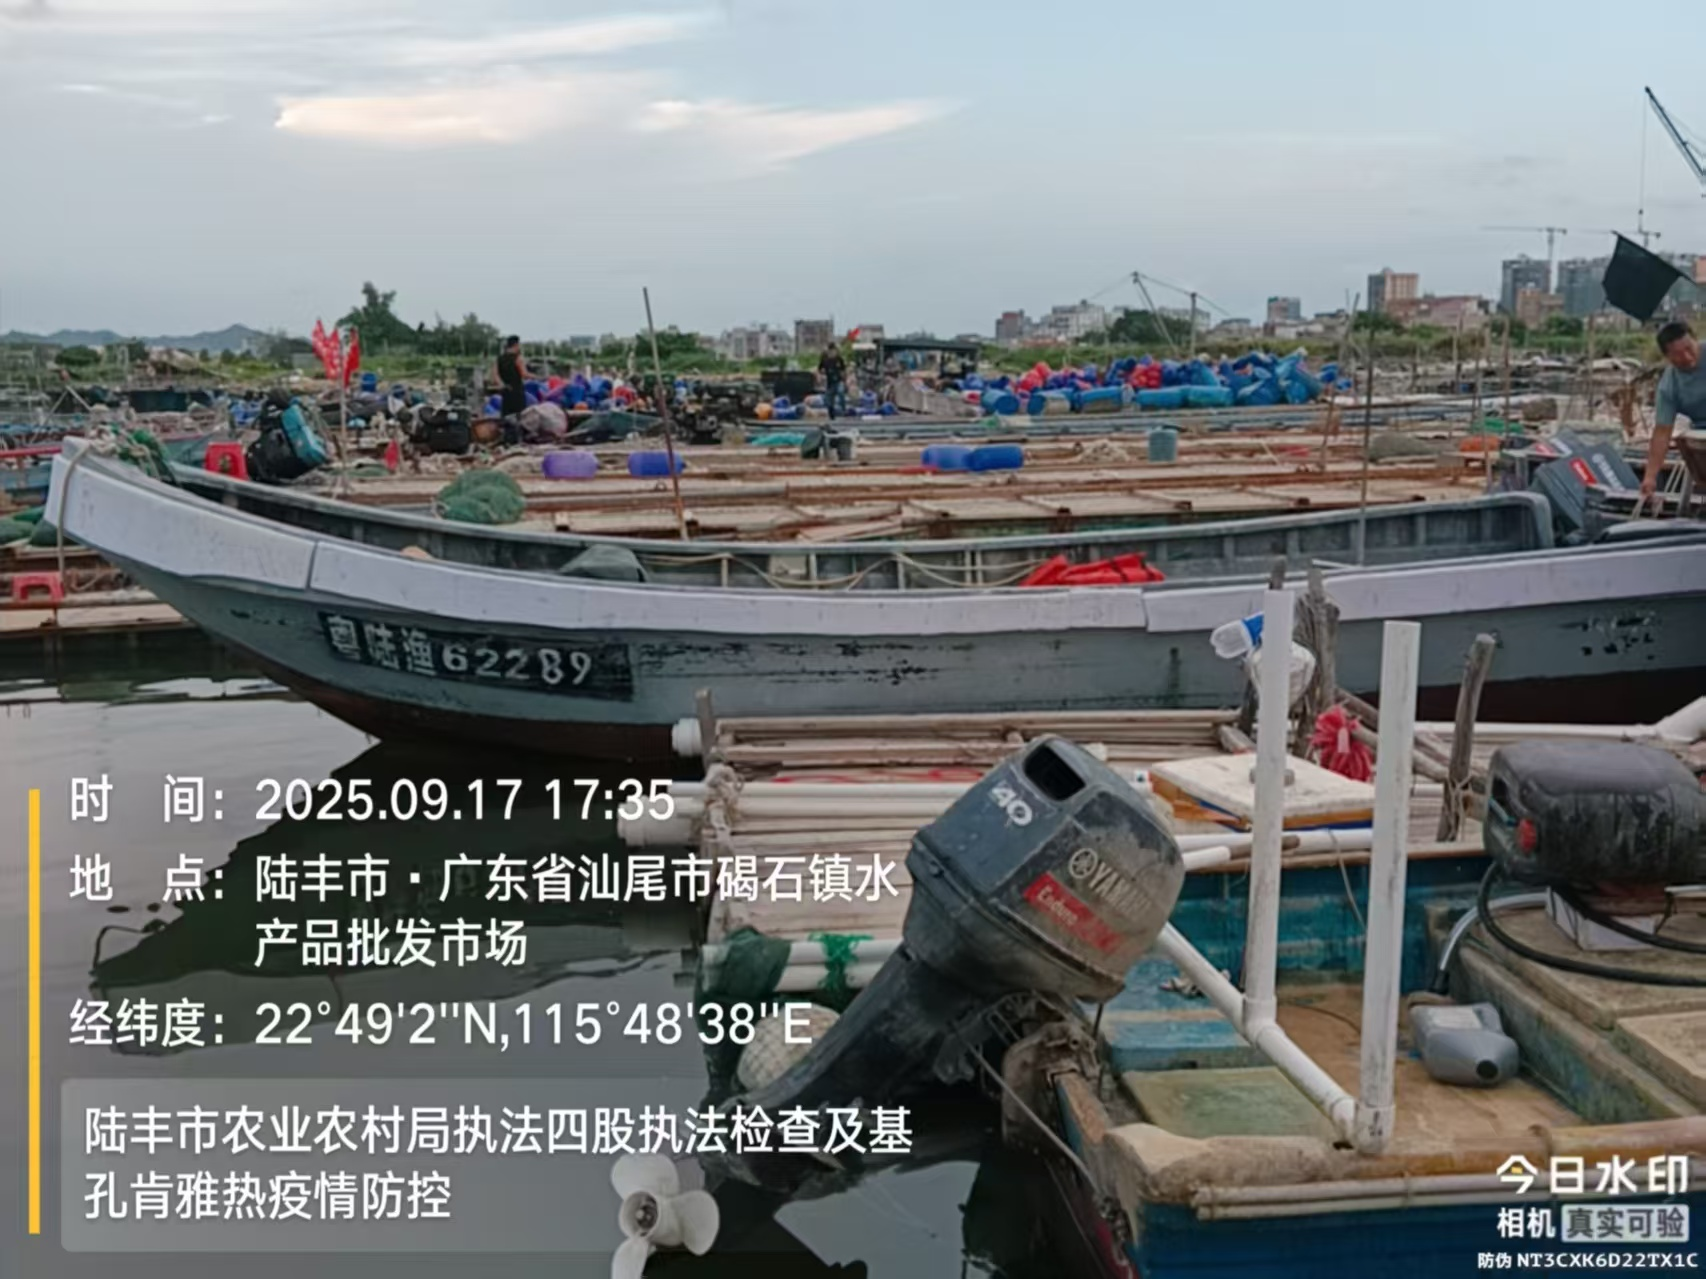 粤陆渔62289
40
YAMAHA
Enduro
时 间：2025.09.17 17:35
地 点：陆丰市·广东省汕尾市碣石镇水
产品批发市场
经纬度：22°49'2"N,115°48'38"E
陆丰市农业农村局执法四股执法检查及基
孔肯雅热疫情防控
今日水印
相机 真实可验
防伪 NT3CXK6D22TX1C